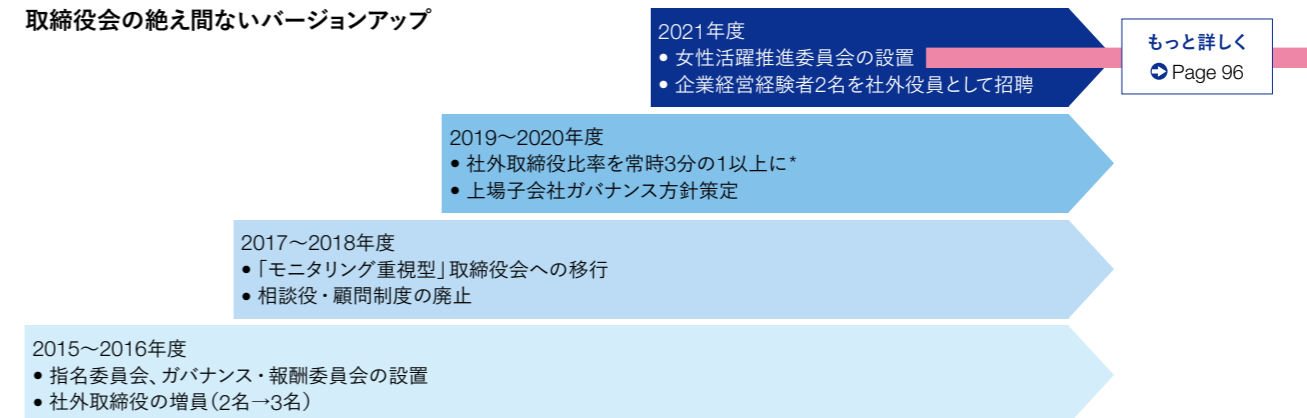 取締役会の絶え間ないバージョンアップ
2021年度
• 女性活躍推進委員会の設置
• 企業経営経験者2名を社外役員として招聘
もっと詳しく
Page 96
2019~2020年度
• 社外取締役比率を常時3分の1以上に*
• 上場子会社ガバナンス方針策定
2017~2018年度
• 「モニタリング重視型」取締役会への移行
• 相談役・顧問制度の廃止
2015~2016年度
• 指名委員会、ガバナンス・報酬委員会の設置
• 社外取締役の増員(2名→3名)